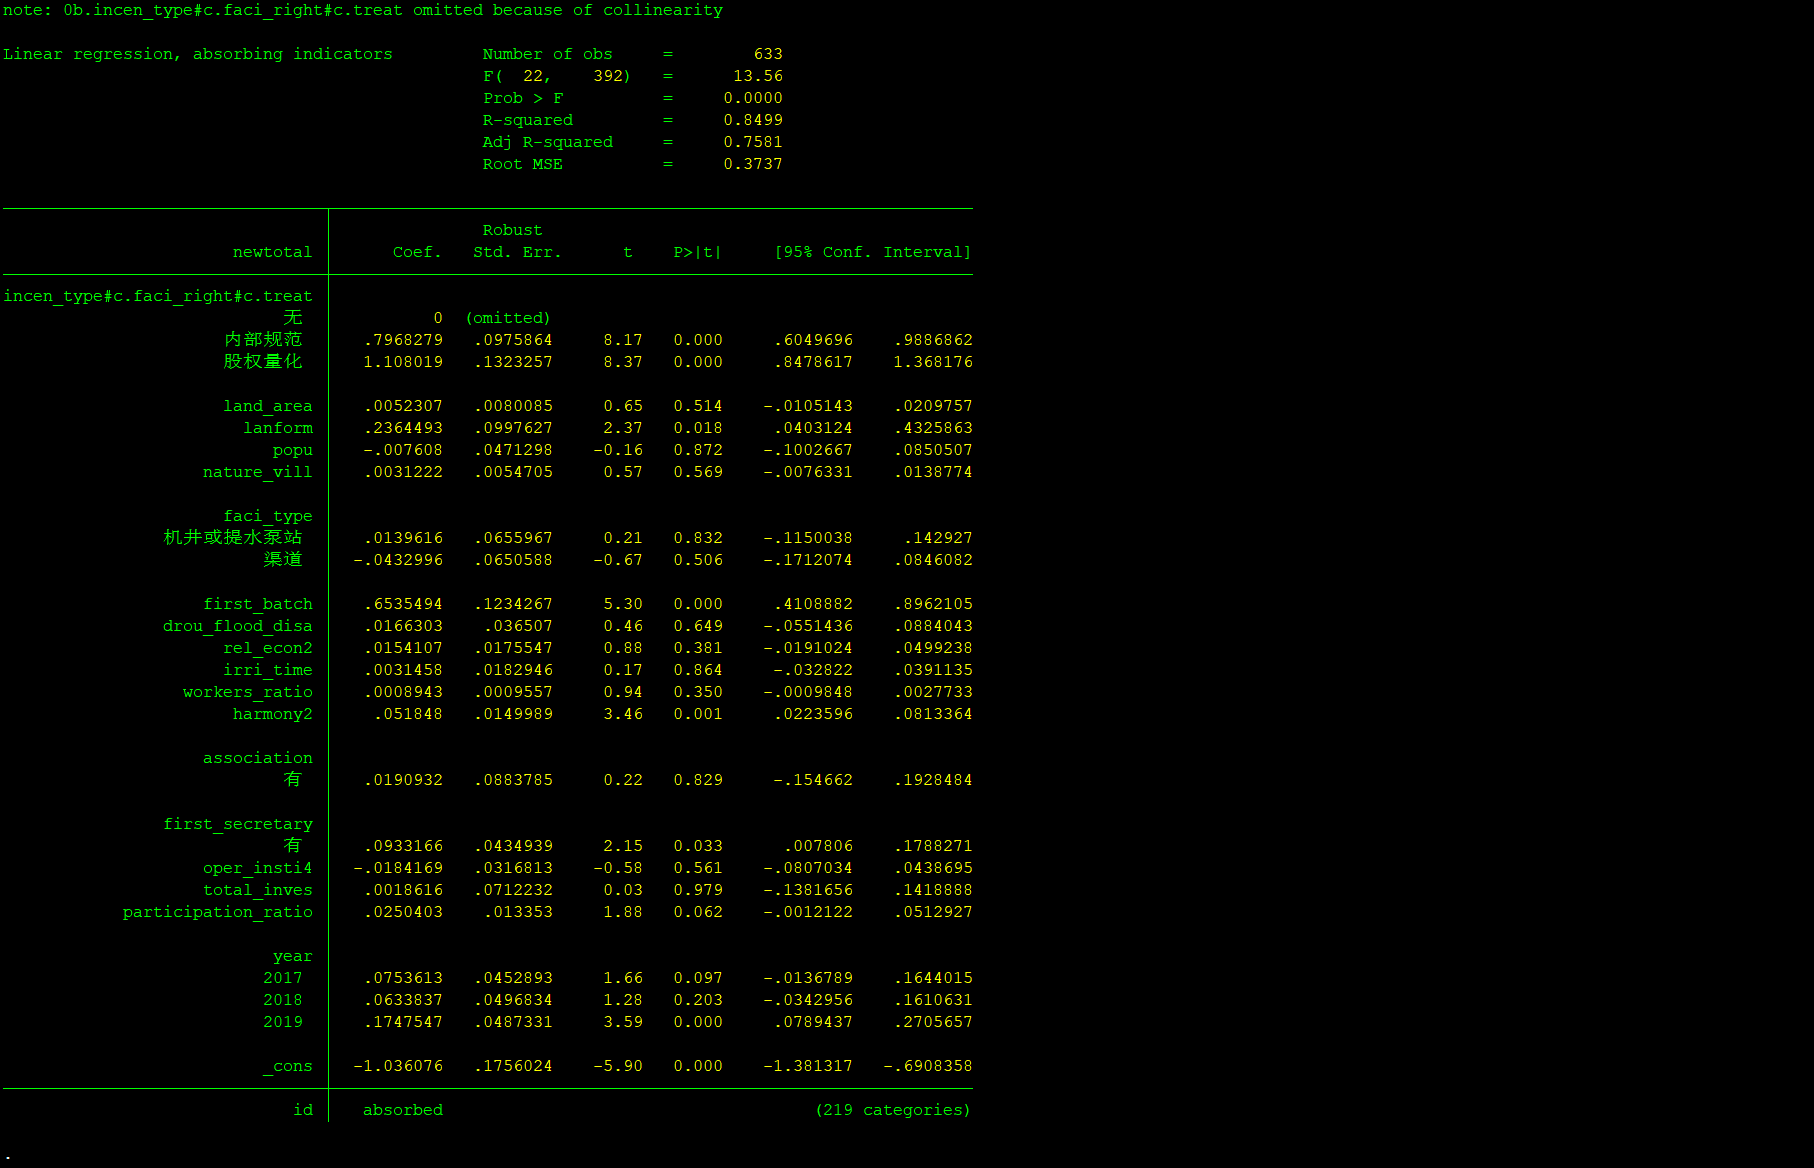 note: 0b.incen_type#c.faci_right#c.treat omitted because of collinearity
Linear regression, absorbing indicators Number of obs = 633
F( 22, 392) = 13.56
Prob > F = 0.0000
R-squared = 0.8499
Adj R-squared = 0.7581
Root MSE = 0.3737
Robust
newtotal Coef. Std. Err. t P>|t| [95% Conf. Interval]
incen_type#c.faci_right#c.treat
无 0 (omitted)
内部规范 .7968279 .0975864 8.17 0.000 .6049696 .9886862
股权量化 1.108019 .1323257 8.37 0.000 .8478617 1.368176
land_area .0052307 .0080085 0.65 0.514 -.0105143 .0209757
lanform .2364493 .0997627 2.37 0.018 .0403124 .4325863
popu -.007608 .0471298 -0.16 0.872 -.1002667 .0850507
nature_vill .0031222 .0054705 0.57 0.569 -.0076331 .0138774
faci_type
机井或提水泵站 .0139616 .0655967 0.21 0.832 -.1150038 .142927
渠道 -.0432996 .0650588 -0.67 0.506 -.1712074 .0846082
first_batch .6535494 .1234267 5.30 0.000 .4108882 .8962105
drou_flood_disa .0166303 .036507 0.46 0.649 -.0551436 .0884043
rel_econ2 .0154107 .0175547 0.88 0.381 -.0191024 .0499238
irri_time .0031458 .0182946 0.17 0.864 -.032822 .0391135
workers_ratio .0008943 .0009557 0.94 0.350 -.0009848 .0027733
harmony2 .051848 .0149989 3.46 0.001 .0223596 .0813364
association
有 .0190932 .0883785 0.22 0.829 -.154662 .1928484
first_secretary
有 .0933166 .0434939 2.15 0.033 .007806 .1788271
oper_insti4 -.0184169 .0316813 -0.58 0.561 -.0807034 .0438695
total_inves .0018616 .0712232 0.03 0.979 -.1381656 .1418888
participation_ratio .0250403 .013353 1.88 0.062 -.0012122 .0512927
year
2017 .0753613 .0452893 1.66 0.097 -.0136789 .1644015
2018 .0633837 .0496834 1.28 0.203 -.0342956 .1610631
2019 .1747547 .0487331 3.59 0.000 .0789437 .2705657
_cons -1.036076 .1756024 -5.90 0.000 -1.381317 -.6908358
id absorbed (219 categories)
.